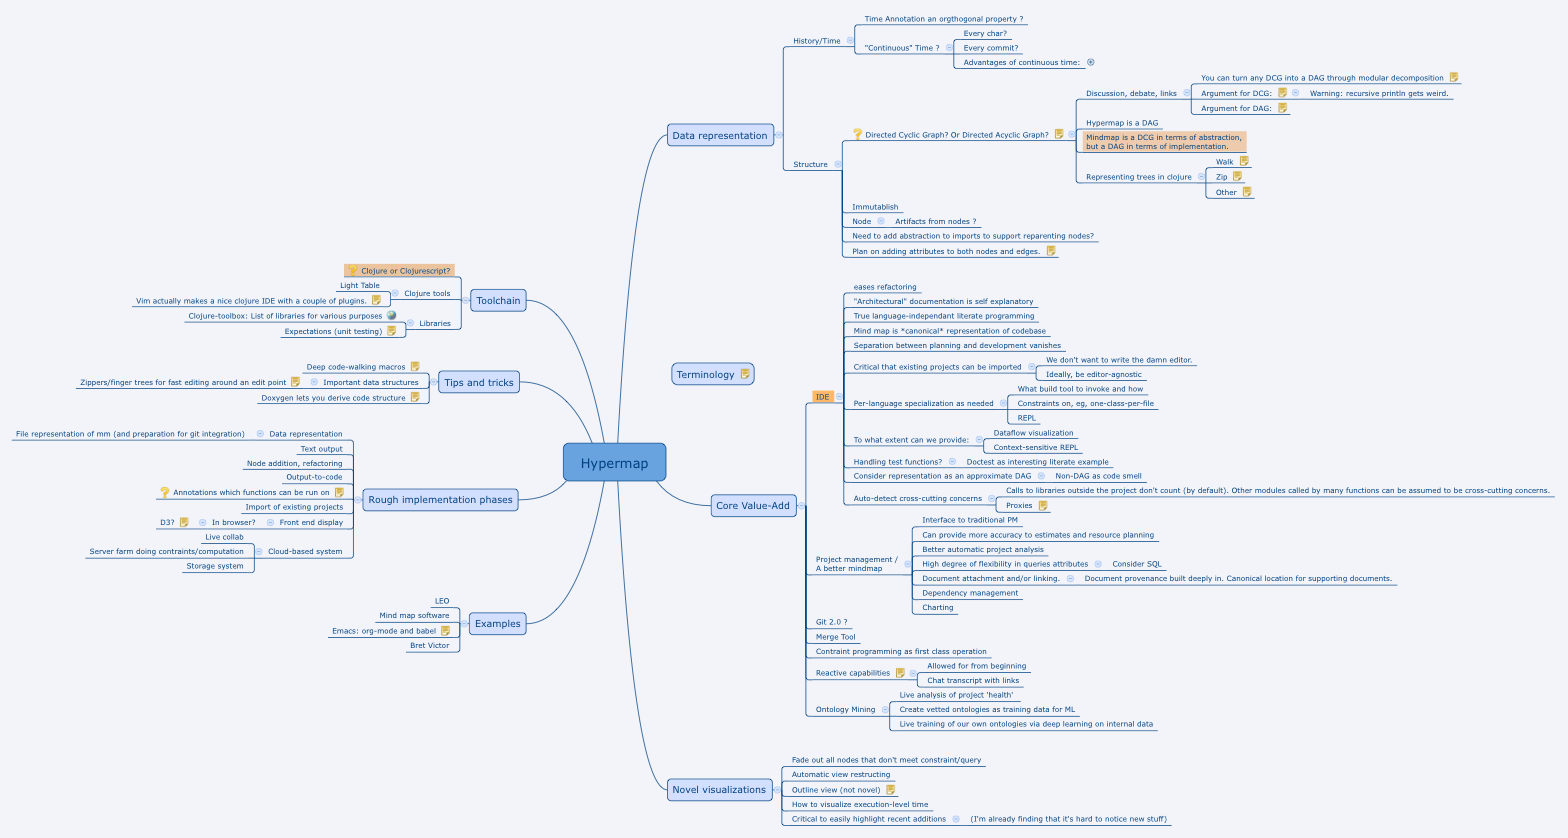 Hypermap
Data representation
History/Time
Time Annotation an orgthogonal property ?
"Continuous" Time ?
Every char?
Every commit?
Advantages of continuous time:
Structure
Directed Cyclic Graph? Or Directed Acyclic Graph?
Discussion, debate, links
You can turn any DCG into a DAG through modular decomposition
Argument for DCG:
Warning: recursive println gets weird.
Argument for DAG:
Hypermap is a DAG
Mindmap is a DCG in terms of abstraction,
but a DAG in terms of implementation.
Representing trees in clojure
Walk
Zip
Other
Immutablish
Node
Artifacts from nodes ?
Need to add abstraction to imports to support reparenting nodes?
Plan on adding attributes to both nodes and edges.
Toolchain
Clojure or Clojurescript?
Clojure tools
Light Table
Vim actually makes a nice clojure IDE with a couple of plugins.
Libraries
Clojure-toolbox: List of libraries for various purposes
Expectations (unit testing)
Tips and tricks
Deep code-walking macros
Important data structures
Zippers/finger trees for fast editing around an edit point
Doxygen lets you derive code structure
Terminology
Rough implementation phases
Data representation
File representation of mm (and preparation for git integration)
Text output
Node addition, refactoring
Output-to-code
Annotations which functions can be run on
Import of existing projects
Front end display
In browser?
D3?
Cloud-based system
Live collab
Server farm doing contraints/computation
Storage system
Examples
LEO
Mind map software
Emacs: org-mode and babel
Bret Victor
Core Value-Add
IDE
eases refactoring
"Architectural" documentation is self explanatory
True language-independant literate programming
Mind map is *canonical* representation of codebase
Separation between planning and development vanishes
Critical that existing projects can be imported
We don't want to write the damn editor.
Ideally, be editor-agnostic
Per-language specialization as needed
What build tool to invoke and how
Constraints on, eg, one-class-per-file
REPL
To what extent can we provide:
Dataflow visualization
Context-sensitive REPL
Handling test functions?
Doctest as interesting literate example
Consider representation as an approximate DAG
Non-DAG as code smell
Auto-detect cross-cutting concerns
Calls to libraries outside the project don't count (by default). Other modules called by many functions can be assumed to be cross-cutting concerns.
Proxies
Project management /
A better mindmap
Interface to traditional PM
Can provide more accuracy to estimates and resource planning
Better automatic project analysis
High degree of flexibility in queries attributes
Consider SQL
Document attachment and/or linking.
Document provenance built deeply in. Canonical location for supporting documents.
Dependency management
Charting
Git 2.0 ?
Merge Tool
Contraint programming as first class operation
Reactive capabilities
Allowed for from beginning
Chat transcript with links
Ontology Mining
Live analysis of project 'health'
Create vetted ontologies as training data for ML
Live training of our own ontologies via deep learning on internal data
Novel visualizations
Fade out all nodes that don't meet constraint/query
Automatic view restructing
Outline view (not novel)
How to visualize execution-level time
Critical to easily highlight recent additions
(I'm already finding that it's hard to notice new stuff)